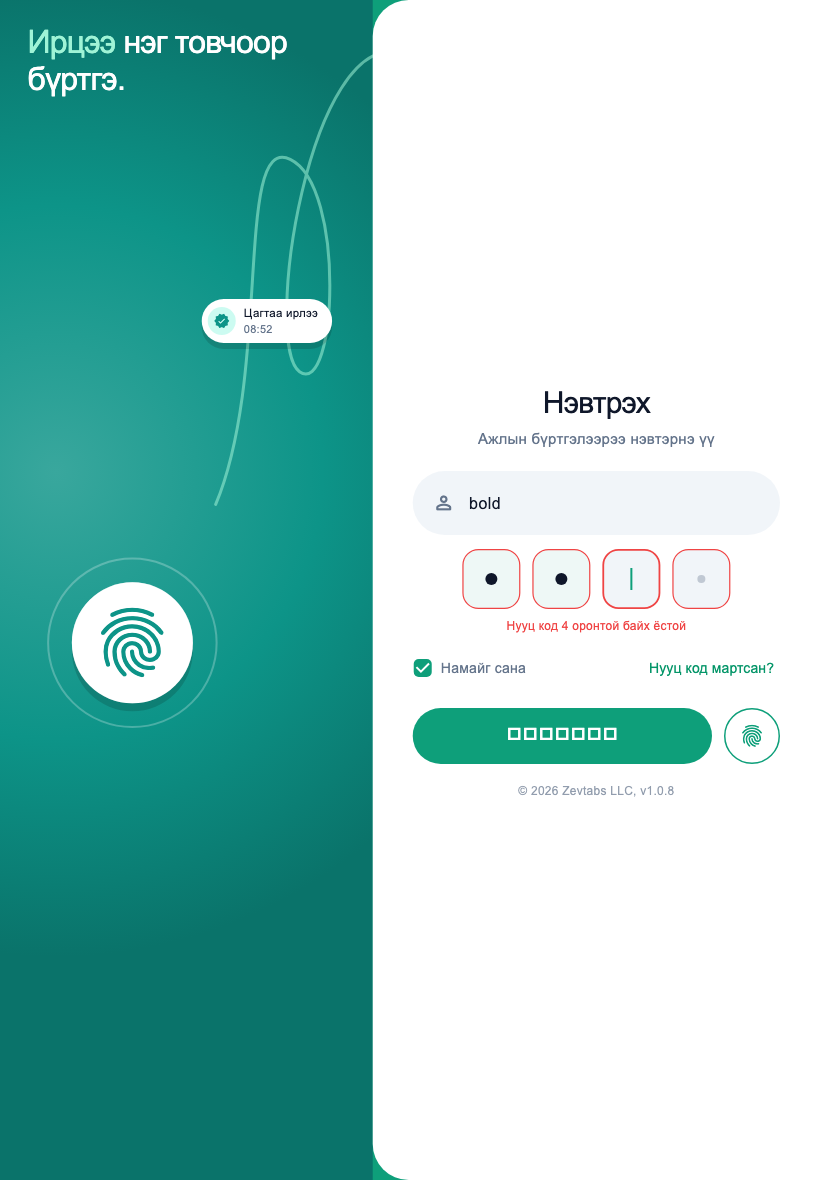 Ирцээ нэг товчоор
бүртгэ.
Цагтаа ирлээ
08:52
Нэвтрэх
Ажлын бүртгэлээрээ нэвтэрнэ үү
bold
Нууц код 4 оронтой байх ёстой
Намайг сана
Нууц код мартсан?
© 2026 Zevtabs LLC, v1.0.8